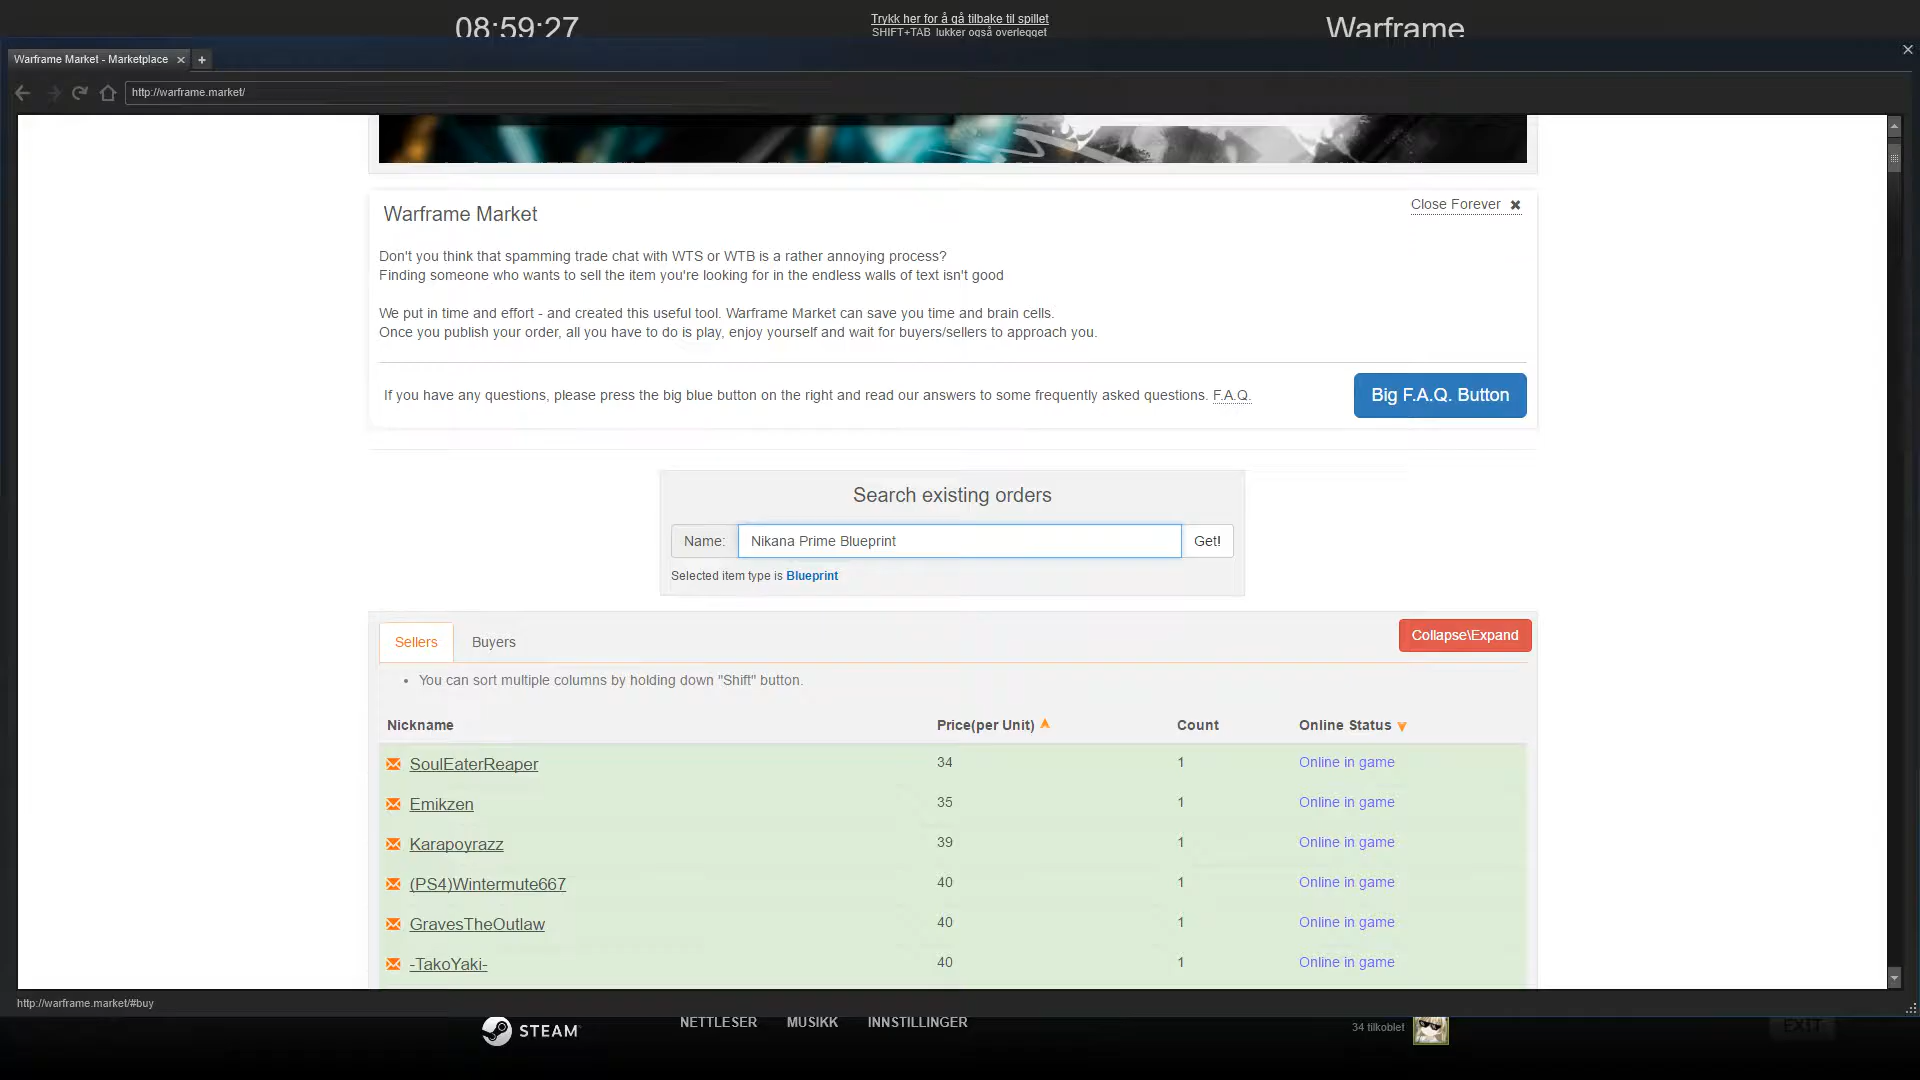 08:59:27
Trykk her for å gå tilbake til spillet
SHIFT+TAB lukker også overlegget
Warframe
Warframe Market - Marketplace
http://warframe.market/
Warframe Market
Close Forever
Don't you think that spamming trade chat with WTS or WTB is a rather annoying process?
Finding someone who wants to sell the item you're looking for in the endless walls of text isn't good
We put in time and effort - and created this useful tool. Warframe Market can save you time and brain cells.
Once you publish your order, all you have to do is play, enjoy yourself and wait for buyers/sellers to approach you.
If you have any questions, please press the big blue button on the right and read our answers to some frequently asked questions. F.A.Q.
Big F.A.Q. Button
Search existing orders
Name: Nikana Prime Blueprint Get!
Selected item type is Blueprint
Sellers Buyers Collapse\Expand
• You can sort multiple columns by holding down "Shift" button.
Nickname Price(per Unit) Count Online Status
SoulEaterReaper 34 1 Online in game
Emikzen 35 1 Online in game
Karapoyrazz 39 1 Online in game
(PS4)Wintermute667 40 1 Online in game
GravesTheOutlaw 40 1 Online in game
-TakoYaki- 40 1 Online in game
http://warframe.market/#buy
STEAM NETTLESER MUSIKK INNSTILLINGER 34 tilkoblet EXIT